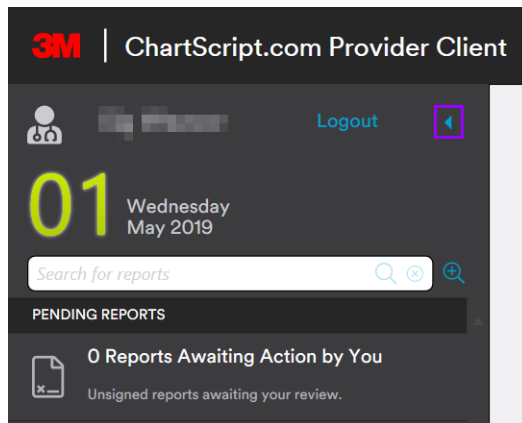 3M | ChartScript.com Provider Client
Logout
01
Wednesday
May 2019
Search for reports
PENDING REPORTS
0 Reports Awaiting Action by You
Unsigned reports awaiting your review.